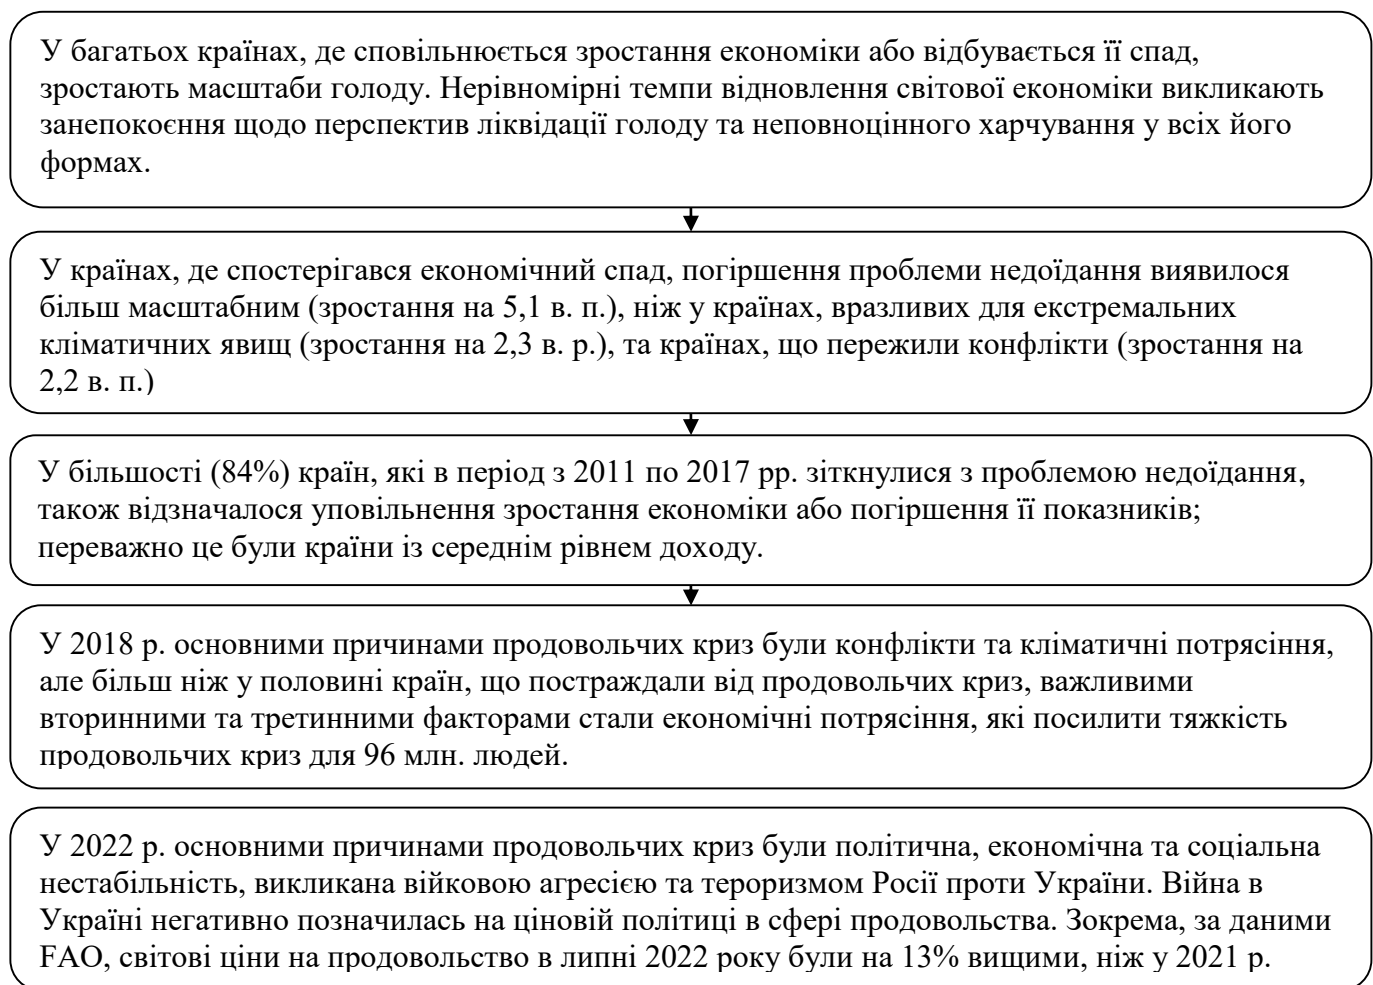 У багатьох країнах, де сповільнюється зростання економіки або відбувається її спад,
зростають масштаби голоду. Нерівномірні темпи відновлення світової економіки викликають
занепокоєння щодо перспектив ліквідації голоду та неповноцінного харчування у всіх його
формах.
У країнах, де спостерігався економічний спад, погіршення проблеми недоїдання виявилося
більш масштабним (зростання на 5,1 в. п.), ніж у країнах, вразливих для екстремальних
кліматичних явищ (зростання на 2,3 в. р.), та країнах, що пережили конфлікти (зростання на
2,2 в. п.)
У більшості (84%) країн, які в період з 2011 по 2017 рр. зіткнулися з проблемою недоїдання,
також відзначалося уповільнення зростання економіки або погіршення її показників;
переважно це були країни із середнім рівнем доходу.
У 2018 р. основними причинами продовольчих криз були конфлікти та кліматичні потрясіння,
але більш ніж у половині країн, що постраждали від продовольчих криз, важливими
вторинними та третинними факторами стали економічні потрясіння, які посилити тяжкість
продовольчих криз для 96 млн. людей.
У 2022 р. основними причинами продовольчих криз були політична, економічна та соціальна
нестабільність, викликана війковою агресією та тероризмом Росії проти України. Війна в
Україні негативно позначилась на ціновій політиці в сфері продовольства. Зокрема, за даними
FAO, світові ціни на продовольство в липні 2022 року були на 13% вищими, ніж у 2021 р.